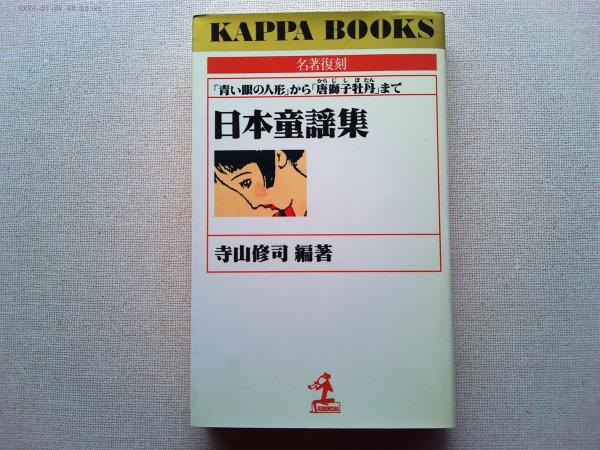 KAPPA BOOKS
名著復刻
「青い眼の人形」から「唐獅子牡丹」まで
からじしぼたん
日本童謡集
寺山修司 編著
KOBUNSHA